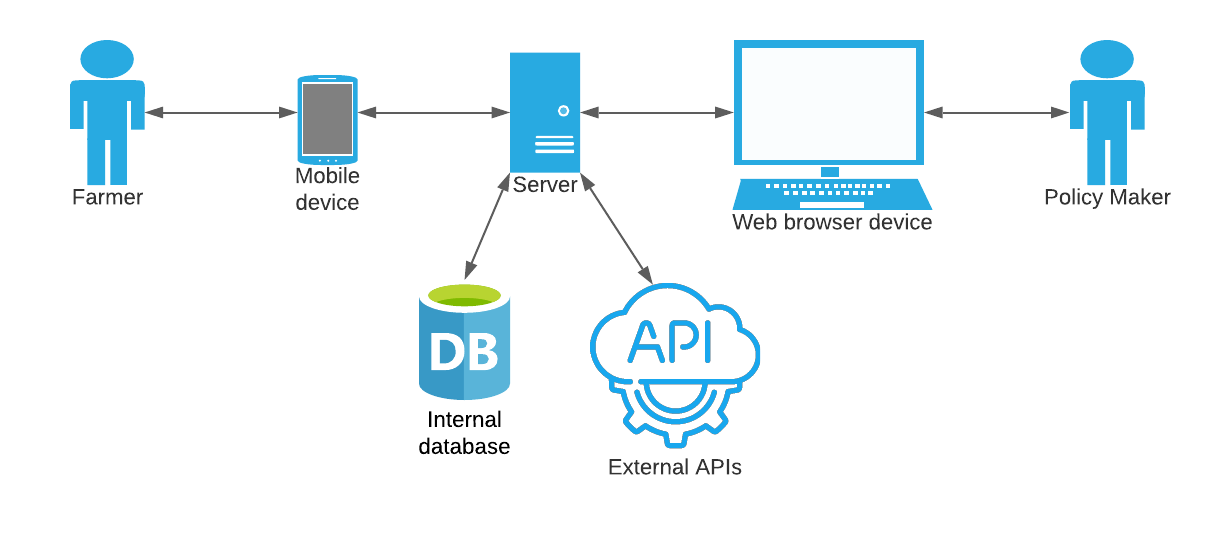 Farmer
Mobile
device
Server
Web browser device
Policy Maker
DB
Internal
database
API
External APIs